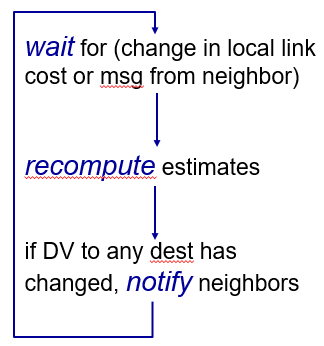 wait for (change in local link
cost or msg from neighbor)
recompute estimates
if DV to any dest has
changed, notify neighbors